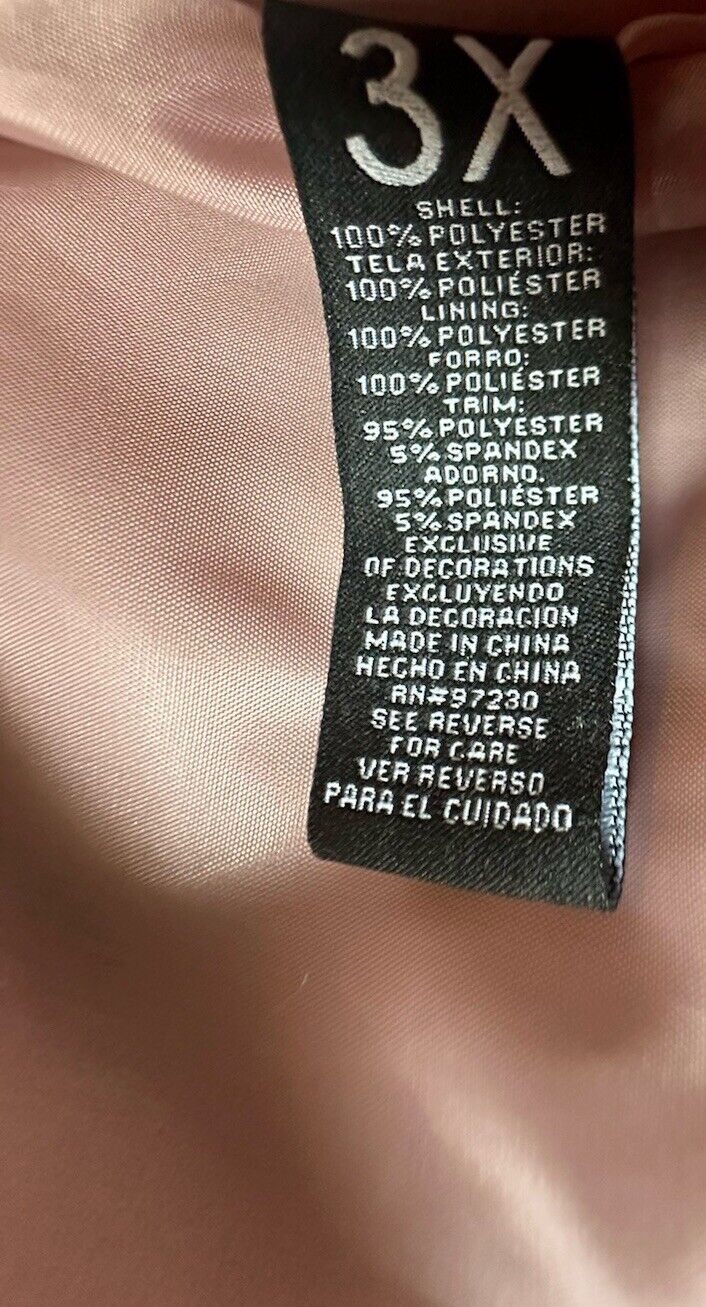 3X
SHELL:
100% POLYESTER
TELA EXTERIOR:
100% POLIÉSTER
LINING:
100% POLYESTER
FORRO:
100% POLIÉSTER
TRIM:
95% POLYESTER
5% SPANDEX
ADORNO.
95% POLIÉSTER
5% SPANDEX
EXCLUSIVE
OF DECORATIONS
EXCLUYENDO
LA DECORACION
MADE IN CHINA
HECHO EN CHINA
RN#97230
SEE REVERSE
FOR CARE
VER REVERSO
PARA EL CUIDADO